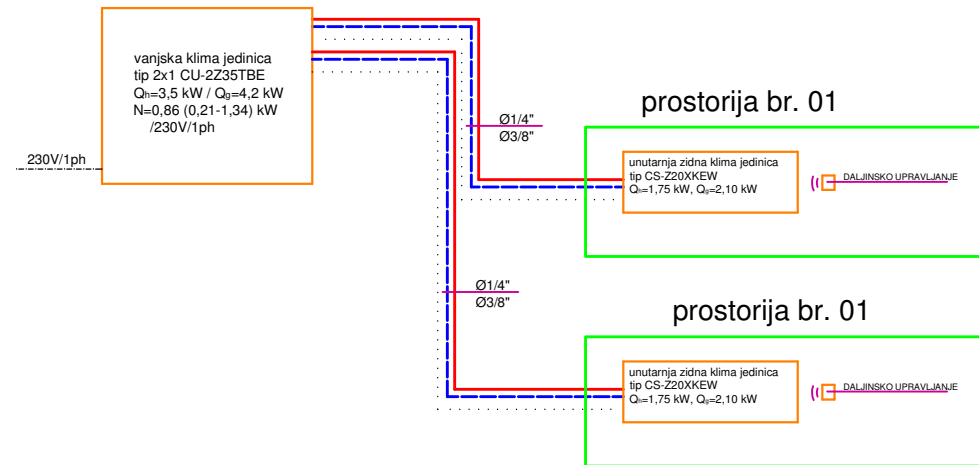 vanjska klima jedinica
tip 2x1 CU-2Z35TBE
Qh=3,5 kW / Qg=4,2 kW
N=0,86 (0,21-1,34) kW
/230V/1ph
230V/1ph
Ø1/4"
Ø3/8"
prostorija br. 01
unutarnja zidna klima jedinica
tip CS-Z20XKEW
Qh=1,75 kW, Qg=2,10 kW
DALJINSKO UPRAVLJANJE
Ø1/4"
Ø3/8"
prostorija br. 01
unutarnja zidna klima jedinica
tip CS-Z20XKEW
Qh=1,75 kW, Qg=2,10 kW
DALJINSKO UPRAVLJANJE